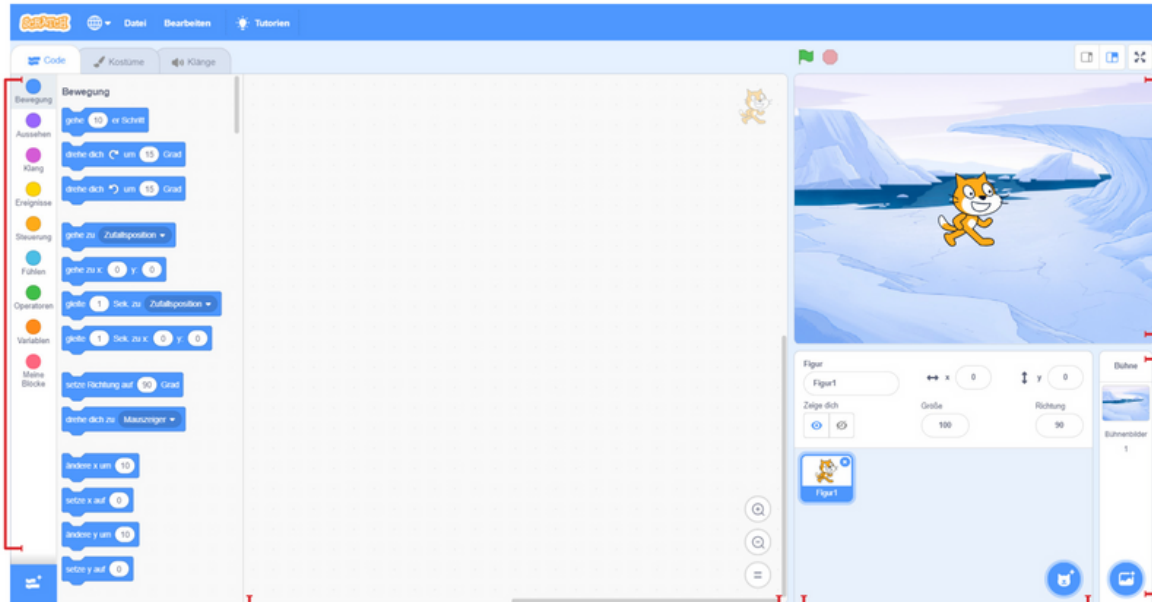 SCRATCH
Datei Bearbeiten Tutorien
Code Kostüme Klänge
Bewegung
Aussehen
Klang
Ereignisse
Steuerung
Fühlen
Operatoren
Variablen
Meine
Blöcke
Bewegung
gehe 10 er Schritt
drehe dich um 15 Grad
drehe dich um 15 Grad
gehe zu Zufallsposition
gehe zu x: 0 y: 0
gleite 1 Sek. zu Zufallsposition
gleite 1 Sek. zu x: 0 y: 0
setze Richtung auf 90 Grad
drehe dich zu Mauszeiger
ändere x um 10
setze x auf 0
ändere y um 10
setze y auf 0
Figur
Figur1 x 0 y 0
Zeige dich Größe Richtung
100 90
Figur1
Bühne
Bühnenbilder
1